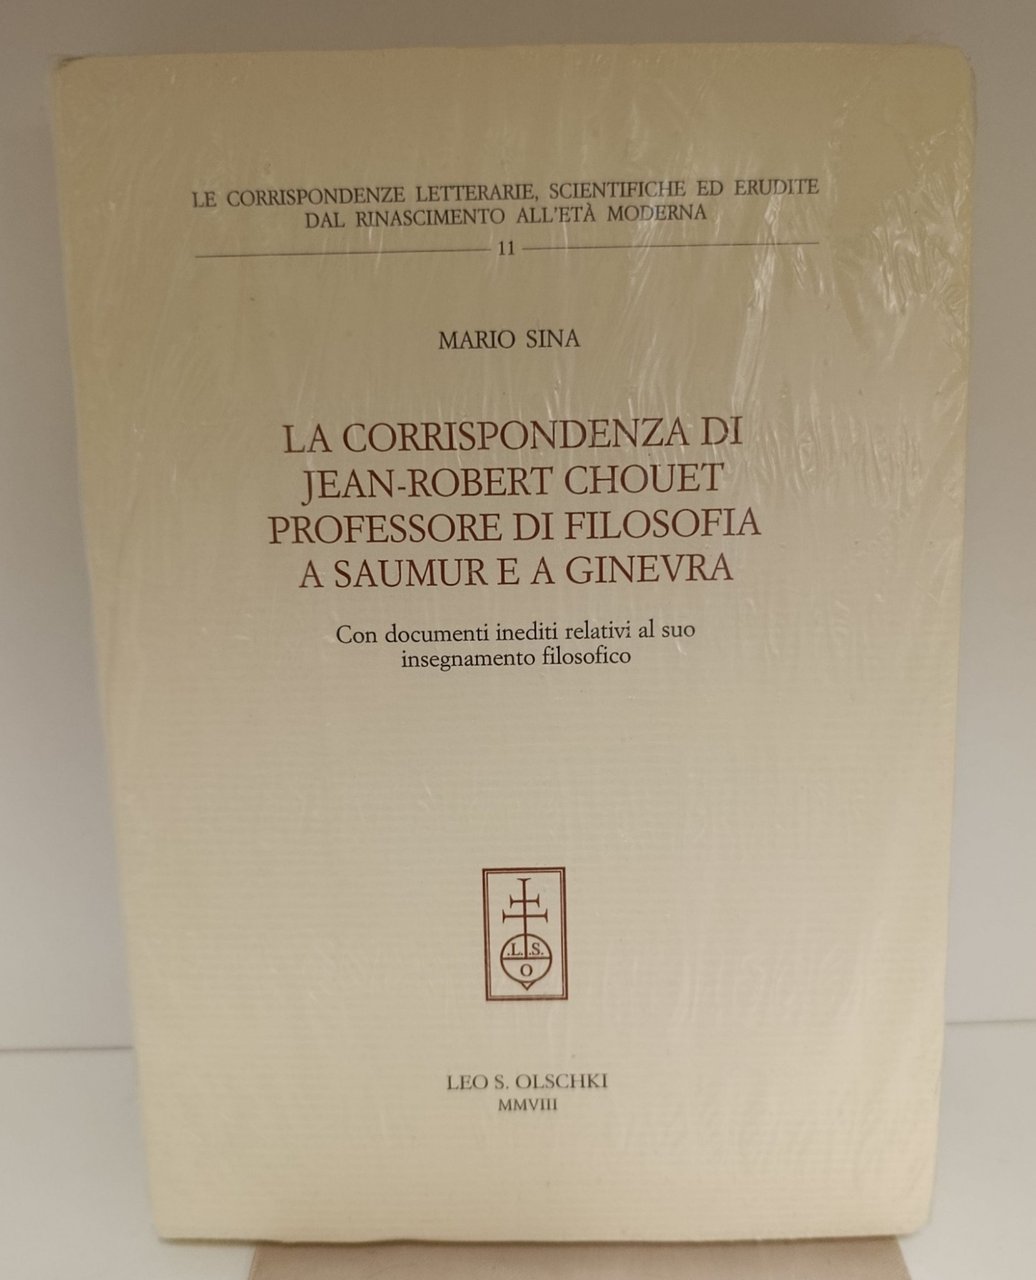 LE CORRISPONDENZE LETTERARIE, SCIENTIFICHE ED ERUDITE
DAL RINASCIMENTO ALL'ETÀ MODERNA
11
MARIO SINA
LA CORRISPONDENZA DI
JEAN-ROBERT CHOUET
PROFESSORE DI FILOSOFIA
A SAUMUR E A GINEVRA
Con documenti inediti relativi al suo
insegnamento filosofico
.L.S.
O
LEO S. OLSCHKI
MMVIII